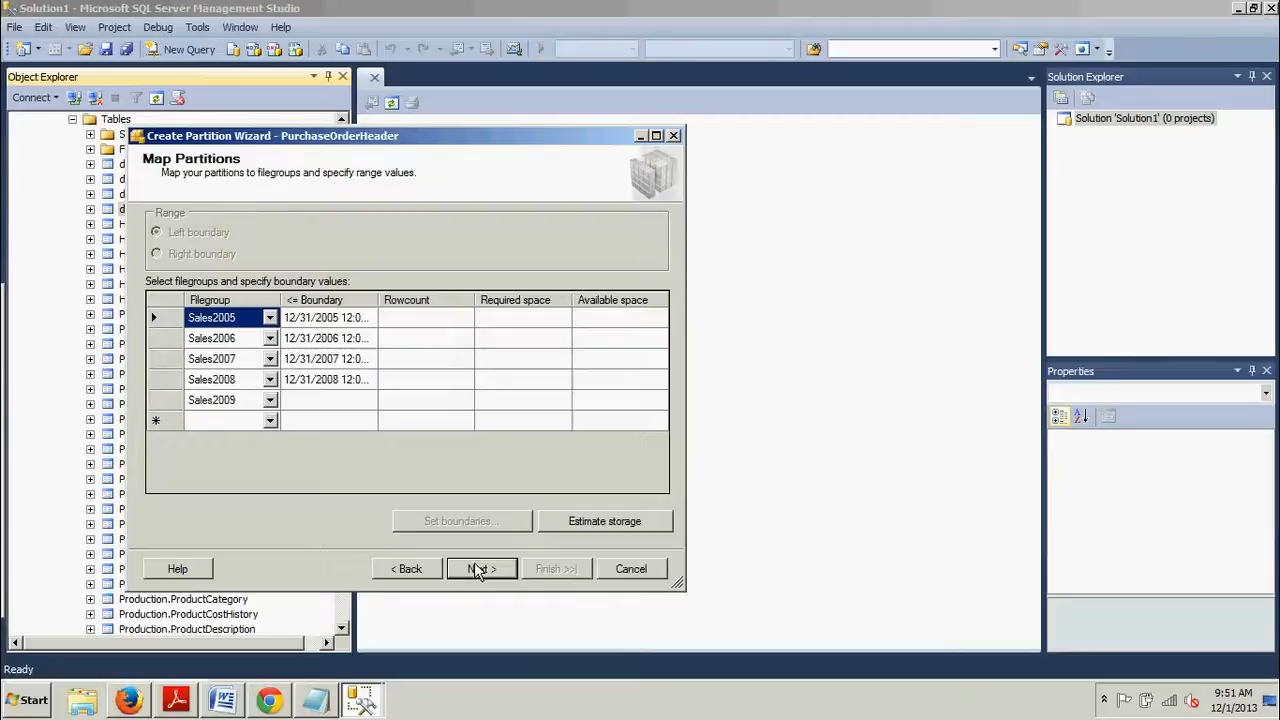 Solution1 - Microsoft SQL Server Management Studio
File Edit View Project Debug Tools Window Help
New Query
Object Explorer
Solution Explorer
Connect
Solution 'Solution1' (0 projects)
Tables
Create Partition Wizard - PurchaseOrderHeader
Map Partitions
Map your partitions to filegroups and specify range values.
Range
Left boundary
Right boundary
Select filegroups and specify boundary values:
Filegroup <= Boundary Rowcount Required space Available space
Sales2005 12/31/2005 12:0...
Sales2006 12/31/2006 12:0...
Sales2007 12/31/2007 12:0...
Sales2008 12/31/2008 12:0...
Sales2009
Properties
Set boundaries... Estimate storage
Help < Back Next > Finish >>| Cancel
Production.ProductCategory
Production.ProductCostHistory
Production.ProductDescription
Ready
Start
9:51 AM
12/1/2013